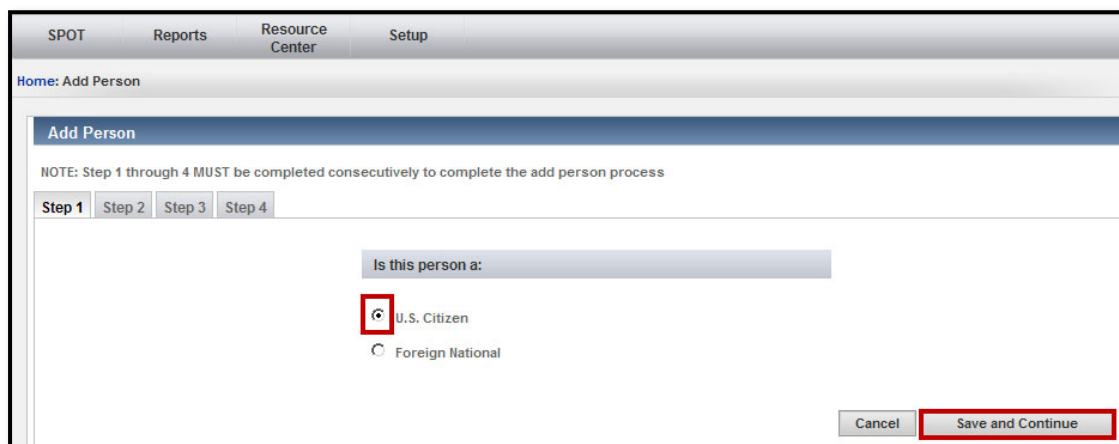 SPOT Reports Resource Center Setup
Home: Add Person
Add Person
NOTE: Step 1 through 4 MUST be completed consecutively to complete the add person process
Step 1 Step 2 Step 3 Step 4
Is this person a:
U.S. Citizen
Foreign National
Cancel Save and Continue